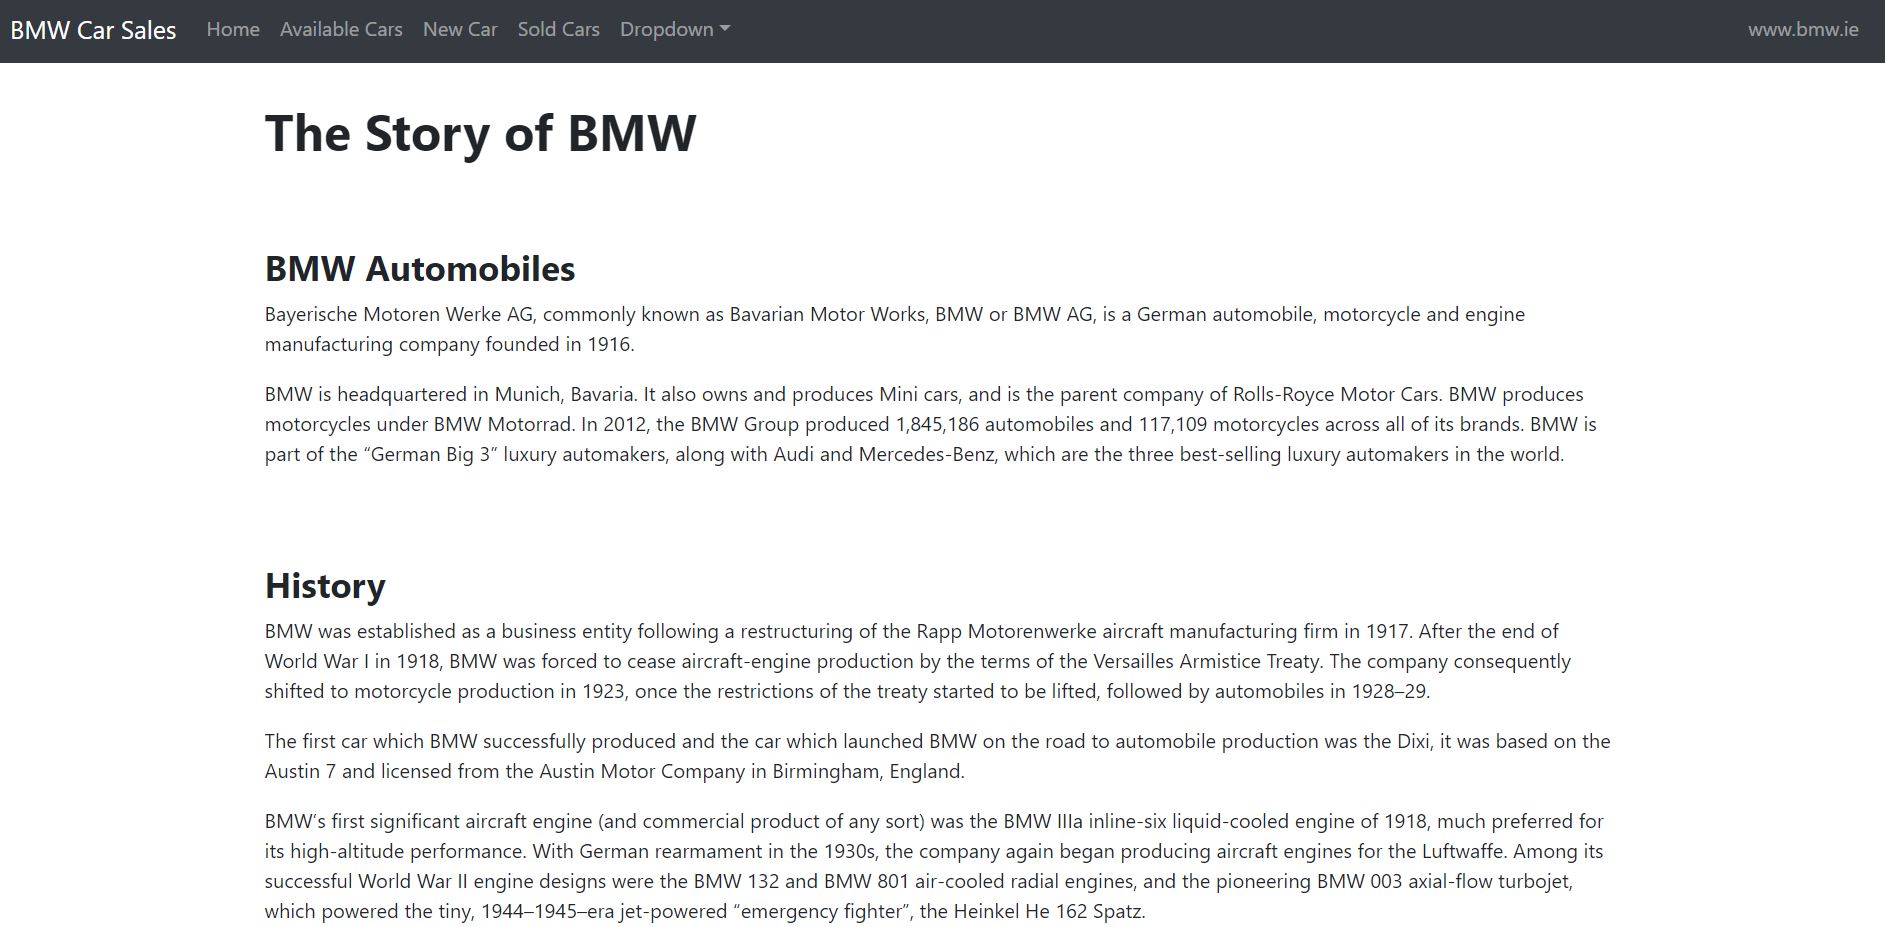 BMW Car Sales Home Available Cars New Car Sold Cars Dropdown www.bmw.ie
The Story of BMW
BMW Automobiles
Bayerische Motoren Werke AG, commonly known as Bavarian Motor Works, BMW or BMW AG, is a German automobile, motorcycle and engine
manufacturing company founded in 1916.
BMW is headquartered in Munich, Bavaria. It also owns and produces Mini cars, and is the parent company of Rolls-Royce Motor Cars. BMW produces
motorcycles under BMW Motorrad. In 2012, the BMW Group produced 1,845,186 automobiles and 117,109 motorcycles across all of its brands. BMW is
part of the “German Big 3” luxury automakers, along with Audi and Mercedes-Benz, which are the three best-selling luxury automakers in the world.
History
BMW was established as a business entity following a restructuring of the Rapp Motorenwerke aircraft manufacturing firm in 1917. After the end of
World War I in 1918, BMW was forced to cease aircraft-engine production by the terms of the Versailles Armistice Treaty. The company consequently
shifted to motorcycle production in 1923, once the restrictions of the treaty started to be lifted, followed by automobiles in 1928–29.
The first car which BMW successfully produced and the car which launched BMW on the road to automobile production was the Dixi, it was based on the
Austin 7 and licensed from the Austin Motor Company in Birmingham, England.
BMW’s first significant aircraft engine (and commercial product of any sort) was the BMW IIIa inline-six liquid-cooled engine of 1918, much preferred for
its high-altitude performance. With German rearmament in the 1930s, the company again began producing aircraft engines for the Luftwaffe. Among its
successful World War II engine designs were the BMW 132 and BMW 801 air-cooled radial engines, and the pioneering BMW 003 axial-flow turbojet,
which powered the tiny, 1944–1945–era jet-powered “emergency fighter”, the Heinkel He 162 Spatz.